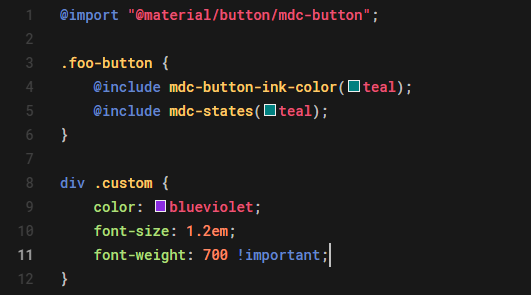 1 @import "@material/button/mdc-button";
2
3 .foo-button {
4 @include mdc-button-ink-color(teal);
5 @include mdc-states(teal);
6 }
7
8 div .custom {
9 color: blueviolet;
10 font-size: 1.2em;
11 font-weight: 700 !important;
12 }